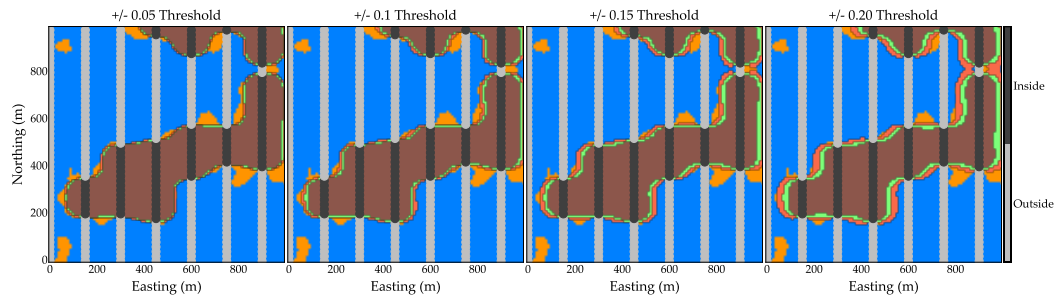 +/- 0.05 Threshold
+/- 0.1 Threshold
+/- 0.15 Threshold
+/- 0.20 Threshold
Northing (m)
800
600
400
200
0
Inside
Outside
0 200 400 600 800
0 200 400 600 800
0 200 400 600 800
0 200 400 600 800
Easting (m)
Easting (m)
Easting (m)
Easting (m)